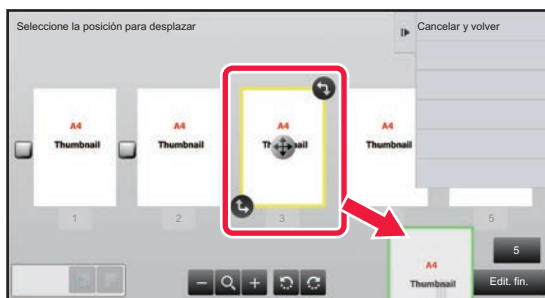 Seleccione la posición para desplazar
Cancelar y volver
A4
Thumbnail
A4
Thumbnail
A4
Thumbnail
A4
Thumbnail
1
2
3
5
5
A4
Thumbnail
Edit. fin.